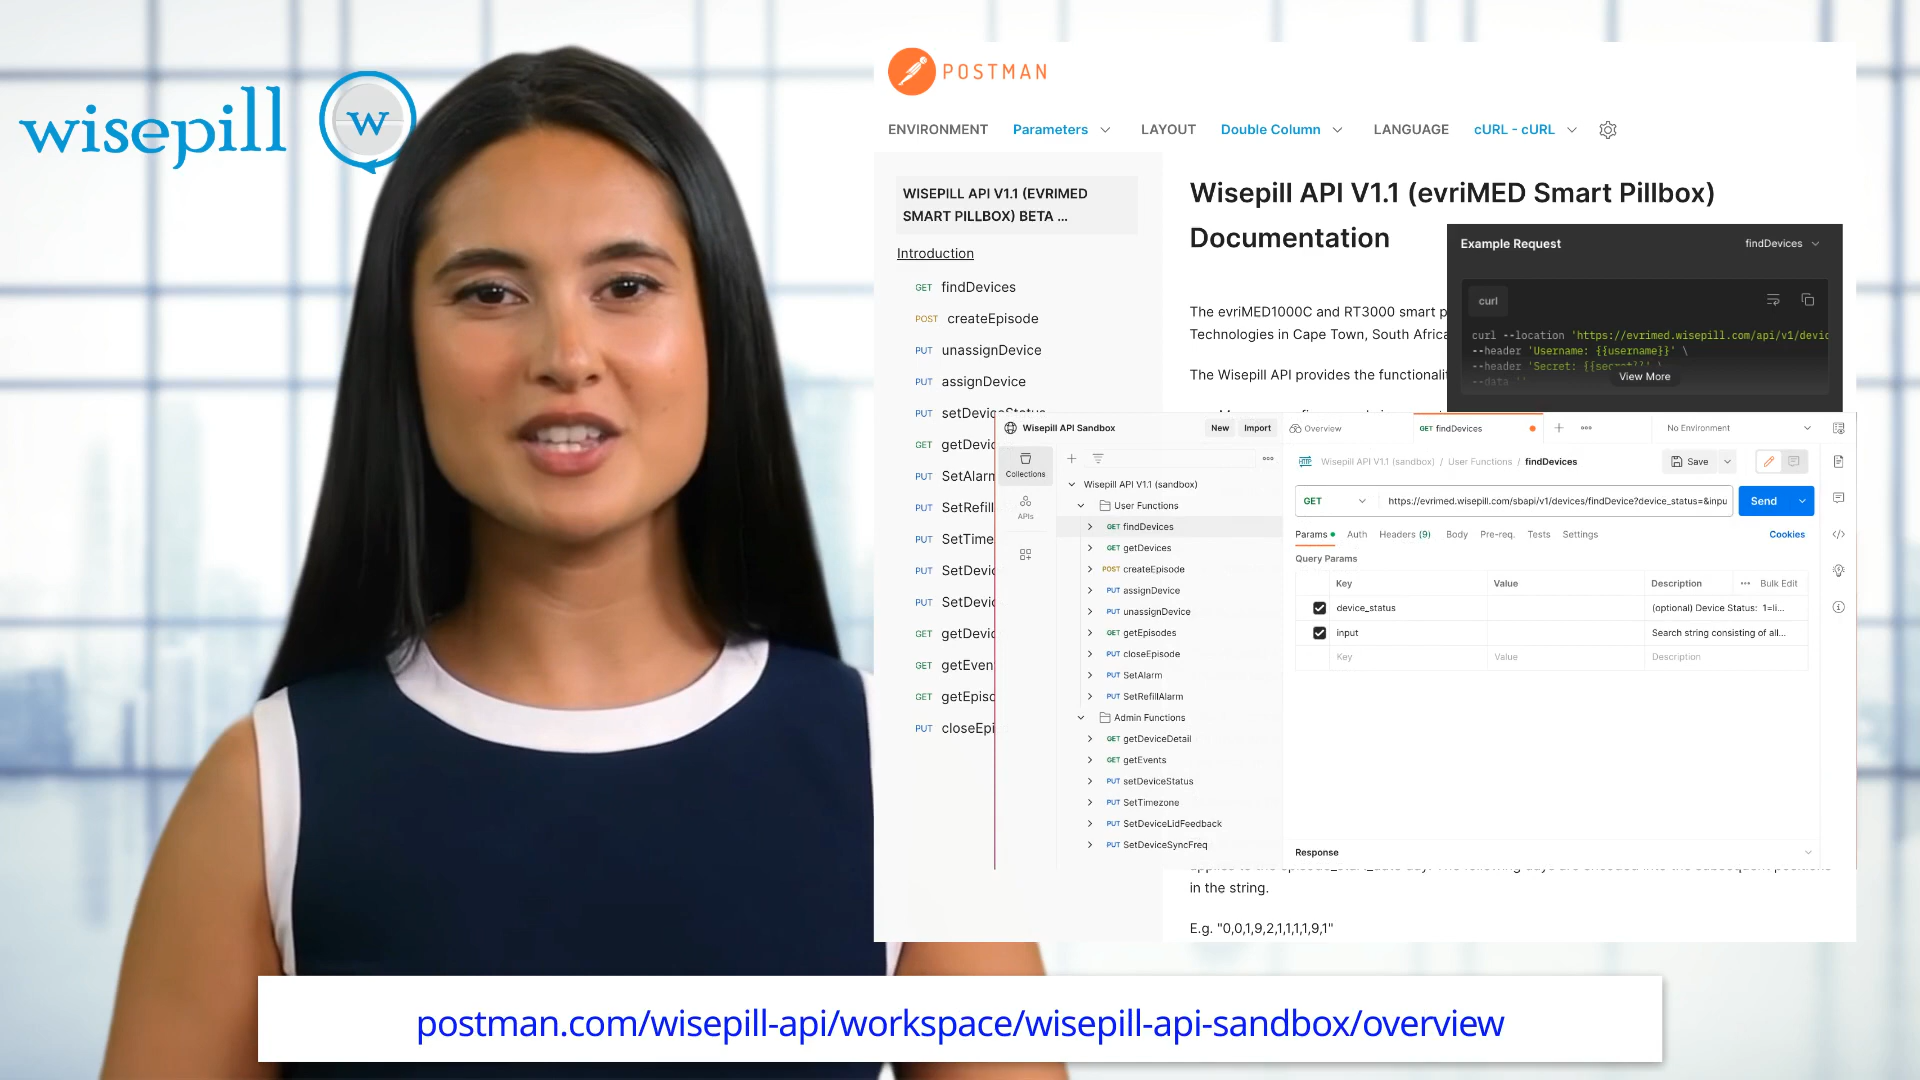 wisepill
w
POSTMAN
ENVIRONMENT Parameters LAYOUT Double Column LANGUAGE cURL - cURL
WISEPILL API V1.1 (EVRIMED
SMART PILLBOX) BETA ...
Introduction
GET findDevices
POST createEpisode
PUT unassignDevice
PUT assignDevice
PUT setDeviceStatus
GET getDevic
PUT SetAlarm
PUT SetRefill
PUT SetTime
PUT SetDevic
PUT SetDevic
GET getDevic
GET getEven
GET getEpiso
PUT closeEpi
Wisepill API V1.1 (evriMED Smart Pillbox)
Documentation
The evriMED1000C and RT3000 smart p
Technologies in Cape Town, South Africa
The Wisepill API provides the functionalit
Example Request findDevices
curl
curl --location 'https://evrimed.wisepill.com/api/v1/devic
--header 'Username: {{username}}' \
--header 'Secret: {{secret}}' \
--data ''
View More
Wisepill API Sandbox New Import
Overview GET findDevices No Environment
Collections
APIs
Wisepill API V1.1 (sandbox)
User Functions
GET findDevices
GET getDevices
POST createEpisode
PUT assignDevice
PUT unassignDevice
GET getEpisodes
PUT closeEpisode
PUT SetAlarm
PUT SetRefillAlarm
Admin Functions
GET getDeviceDetail
GET getEvents
PUT setDeviceStatus
PUT SetTimezone
PUT SetDeviceLidFeedback
PUT SetDeviceSyncFreq
Wisepill API V1.1 (sandbox) / User Functions / findDevices Save
GET https://evrimed.wisepill.com/sbapi/v1/devices/findDevice?device_status=&inpu Send
Params Auth Headers (9) Body Pre-req. Tests Settings Cookies
Query Params
Key Value Description Bulk Edit
device_status (optional) Device Status: 1=li...
input Search string consisting of all...
Key Value Description
Response
in the string.
E.g. "0,0,1,9,2,1,1,1,1,9,1"
postman.com/wisepill-api/workspace/wisepill-api-sandbox/overview